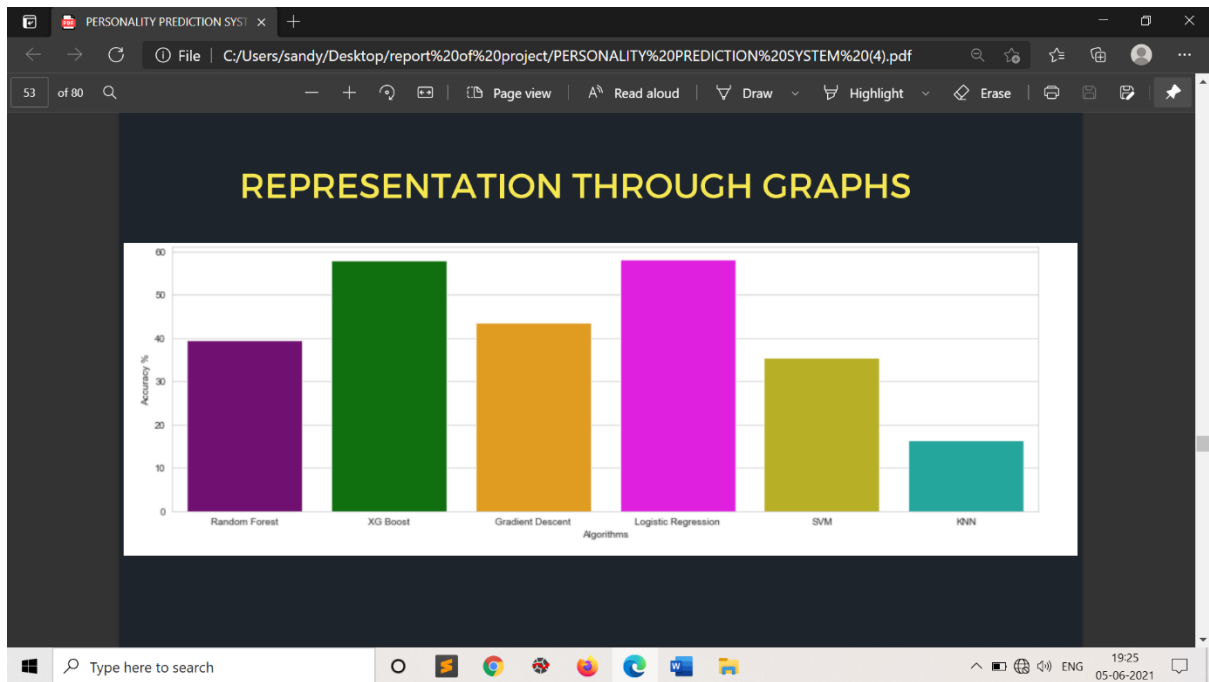 PERSONALITY PREDICTION SYST
File | C:/Users/sandy/Desktop/report%20of%20project/PERSONALITY%20PREDICTION%20SYSTEM%20(4).pdf
53 of 80 Page view Read aloud Draw Highlight Erase
REPRESENTATION THROUGH GRAPHS
60
50
40
30
20
10
0
Accuracy %
Random Forest XG Boost Gradient Descent Logistic Regression SVM KNN
Algorithms
Type here to search
ENG
19:25
05-06-2021